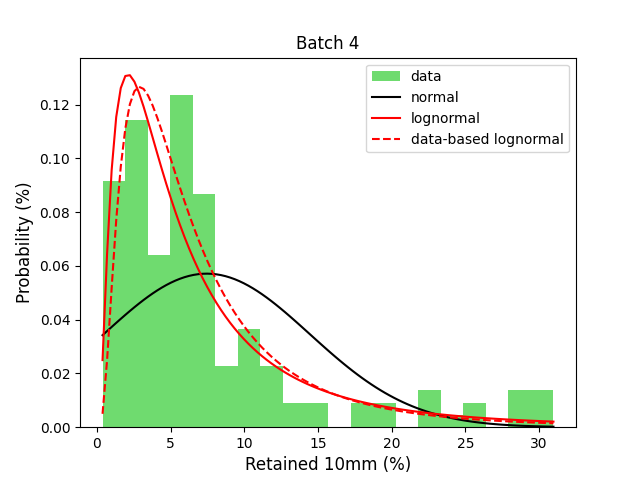 Batch 4
data
normal
lognormal
data-based lognormal
Probability (%)
0.12
0.10
0.08
0.06
0.04
0.02
0.00
0 5 10 15 20 25 30
Retained 10mm (%)